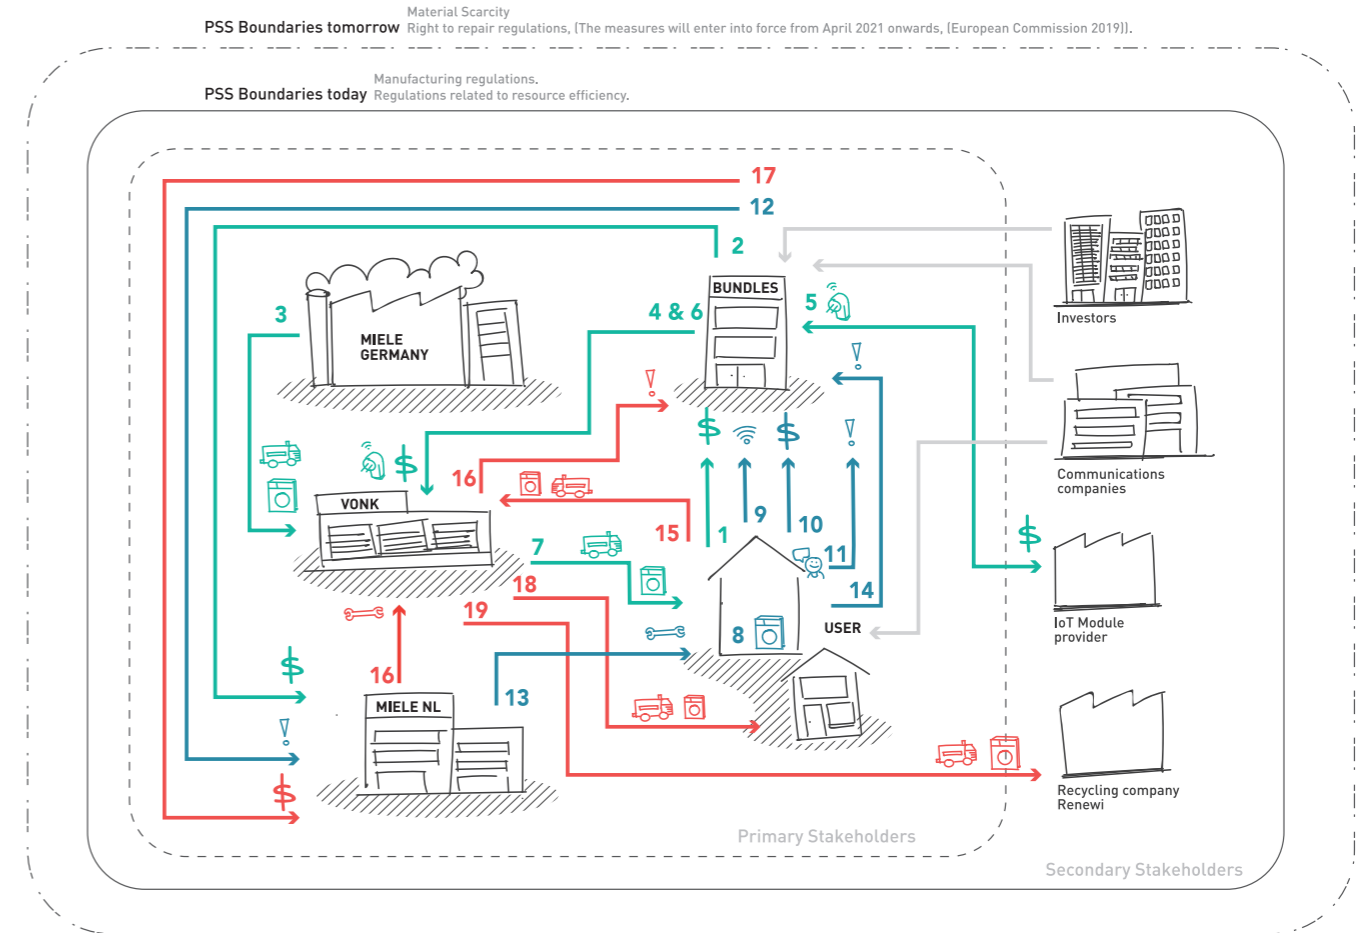 Material Scarcity
PSS Boundaries tomorrow Right to repair regulations, (The measures will enter into force from April 2021 onwards, (European Commission 2019)).
Manufacturing regulations.
PSS Boundaries today Regulations related to resource efficiency.
17
12
2
BUNDLES
3
4 & 6
5
MIELE
GERMANY
Investors
$
$
$
16
VONK
Communications
companies
15
1
9
10
11
7
$
14
18
19
8
USER
IoT Module
provider
$
16
13
MIELE NL
$
Recycling company
Renewi
Primary Stakeholders
Secondary Stakeholders